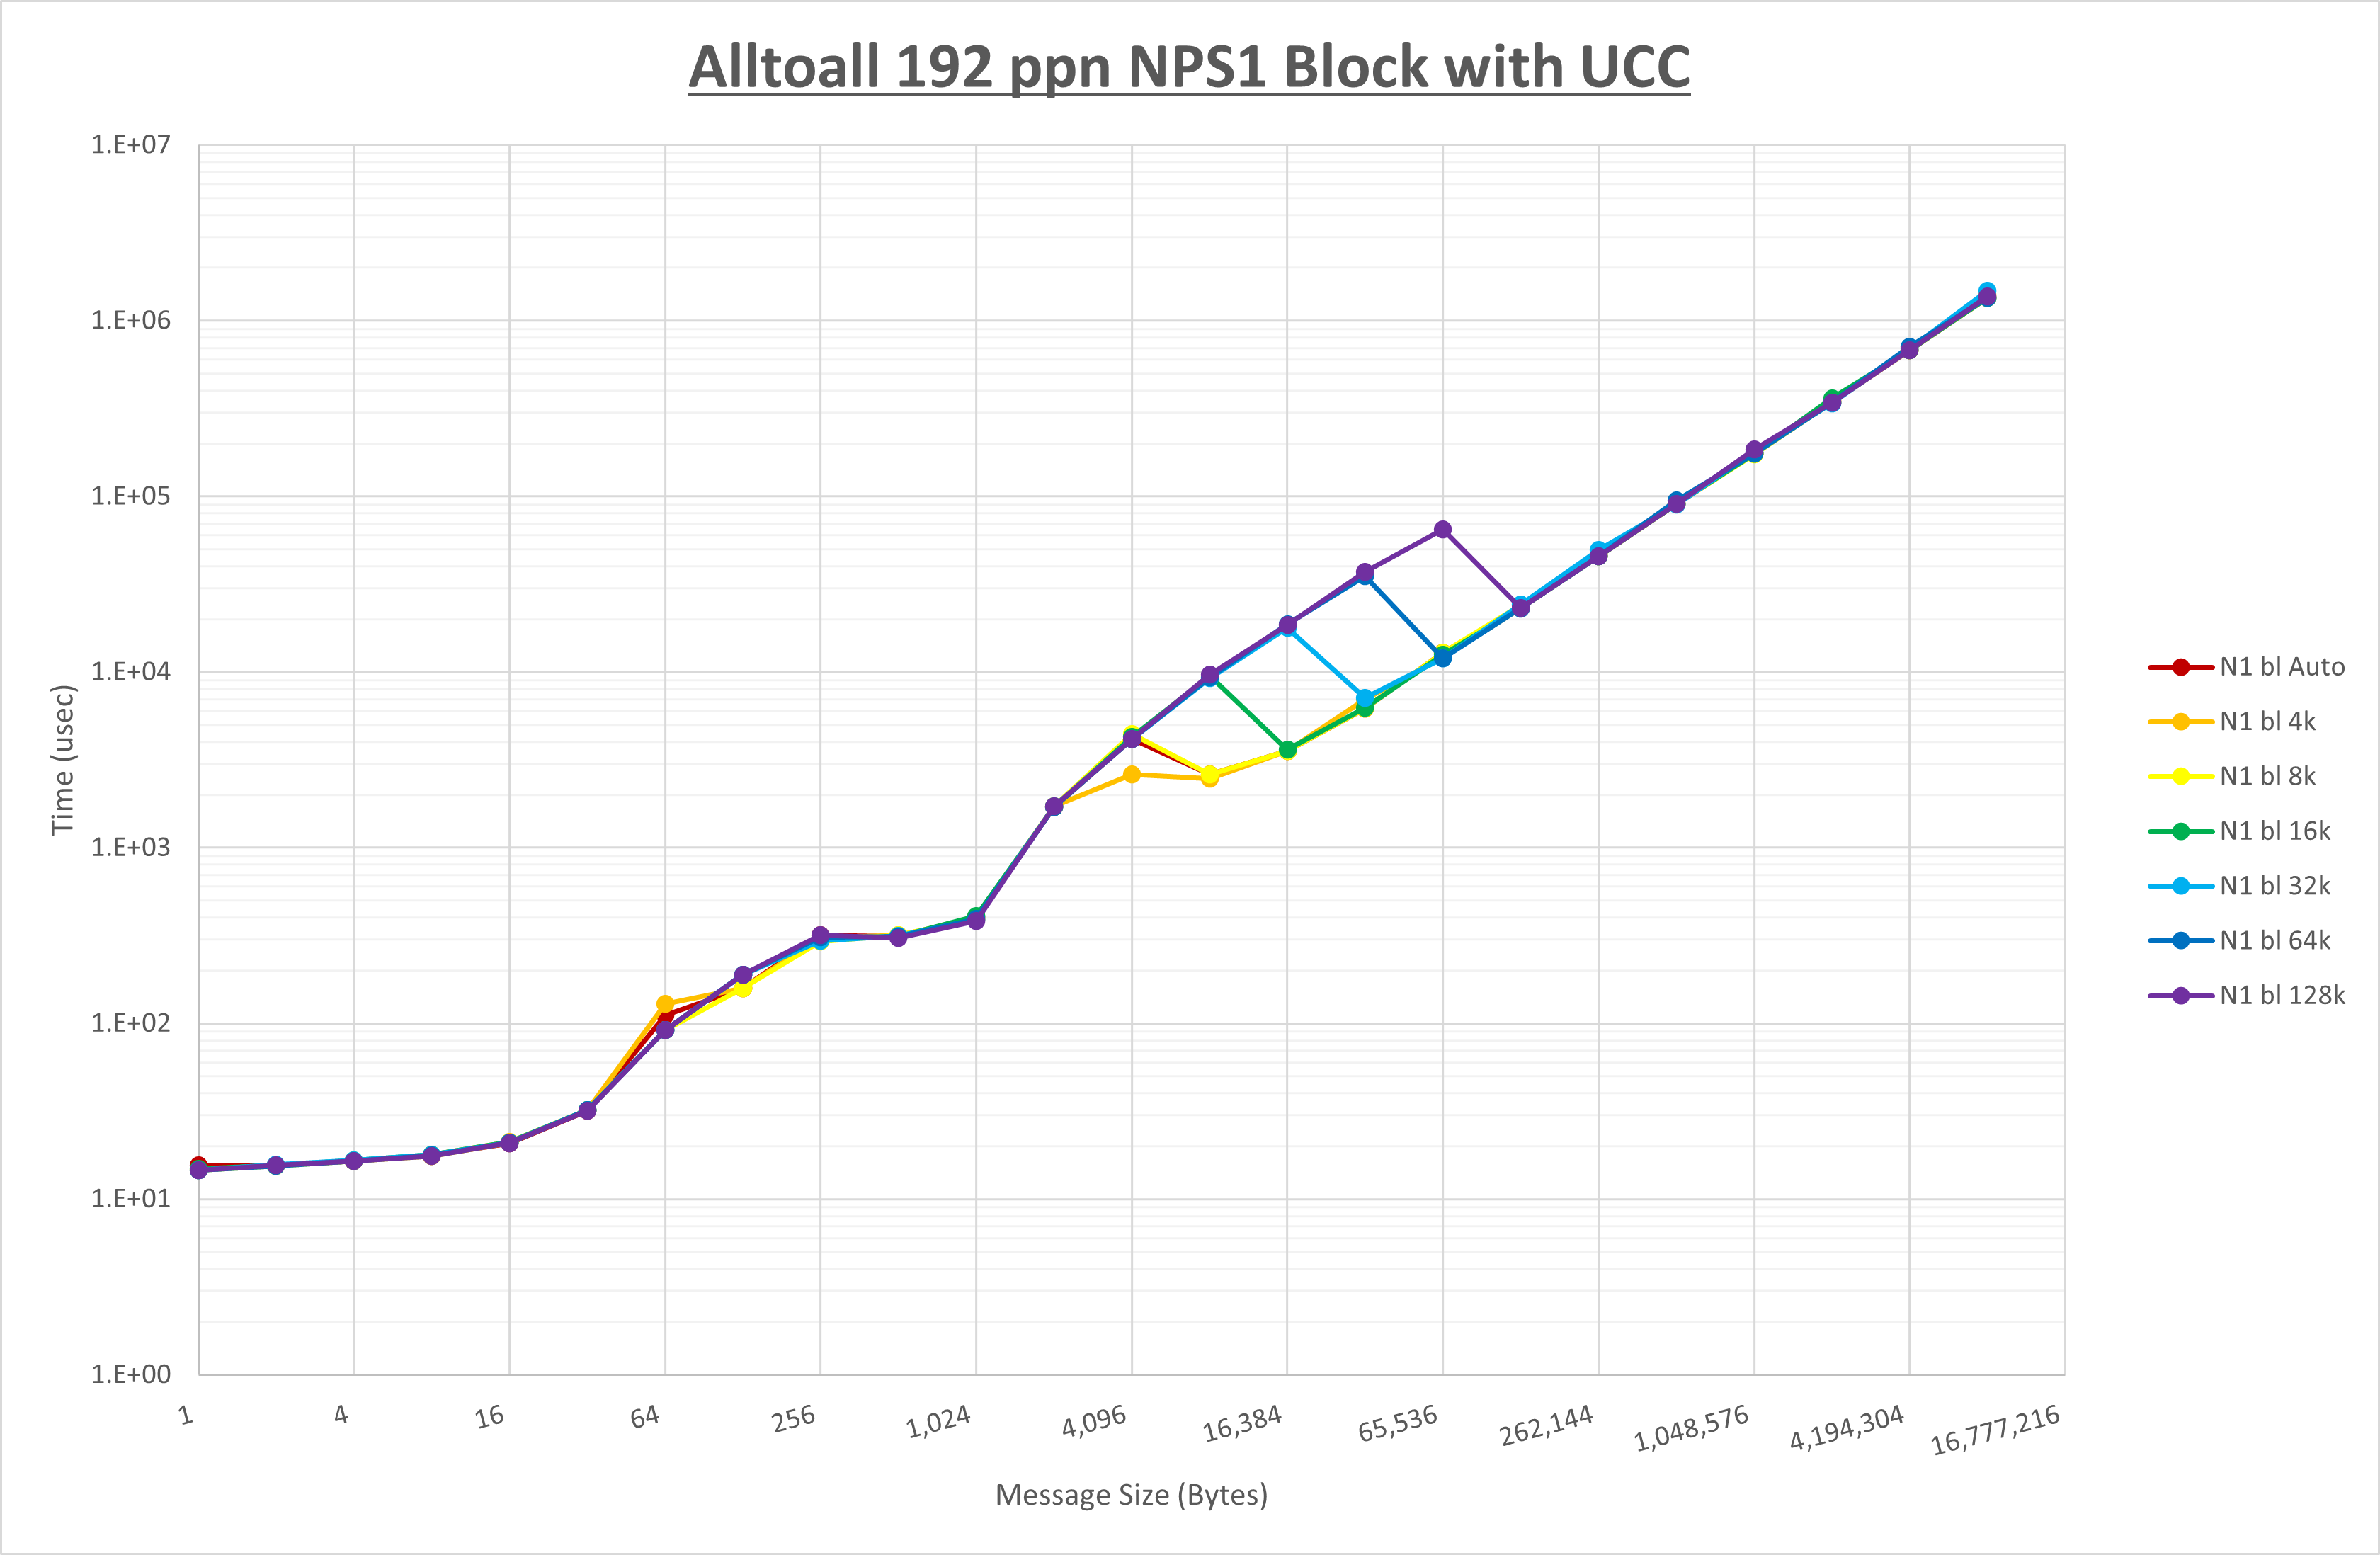 Alltoall 192 ppn NPS1 Block with UCC
1.E+07
1.E+06
1.E+05
1.E+04
1.E+03
1.E+02
1.E+01
1.E+00
Time (usec)
1
4
16
64
256
1,024
4,096
16,384
65,536
262,144
1,048,576
4,194,304
16,777,216
Message Size (Bytes)
N1 bl Auto
N1 bl 4k
N1 bl 8k
N1 bl 16k
N1 bl 32k
N1 bl 64k
N1 bl 128k